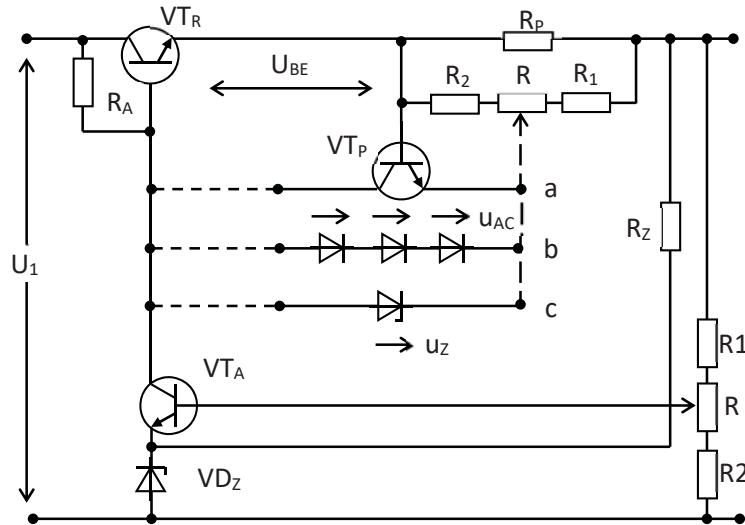 VT_R
R_P
U_BE
R_2 R R_1
R_A
VT_P
a
u_AC
R_Z
U_1
b
c
u_Z
R1
VT_A
R
VD_Z
R2